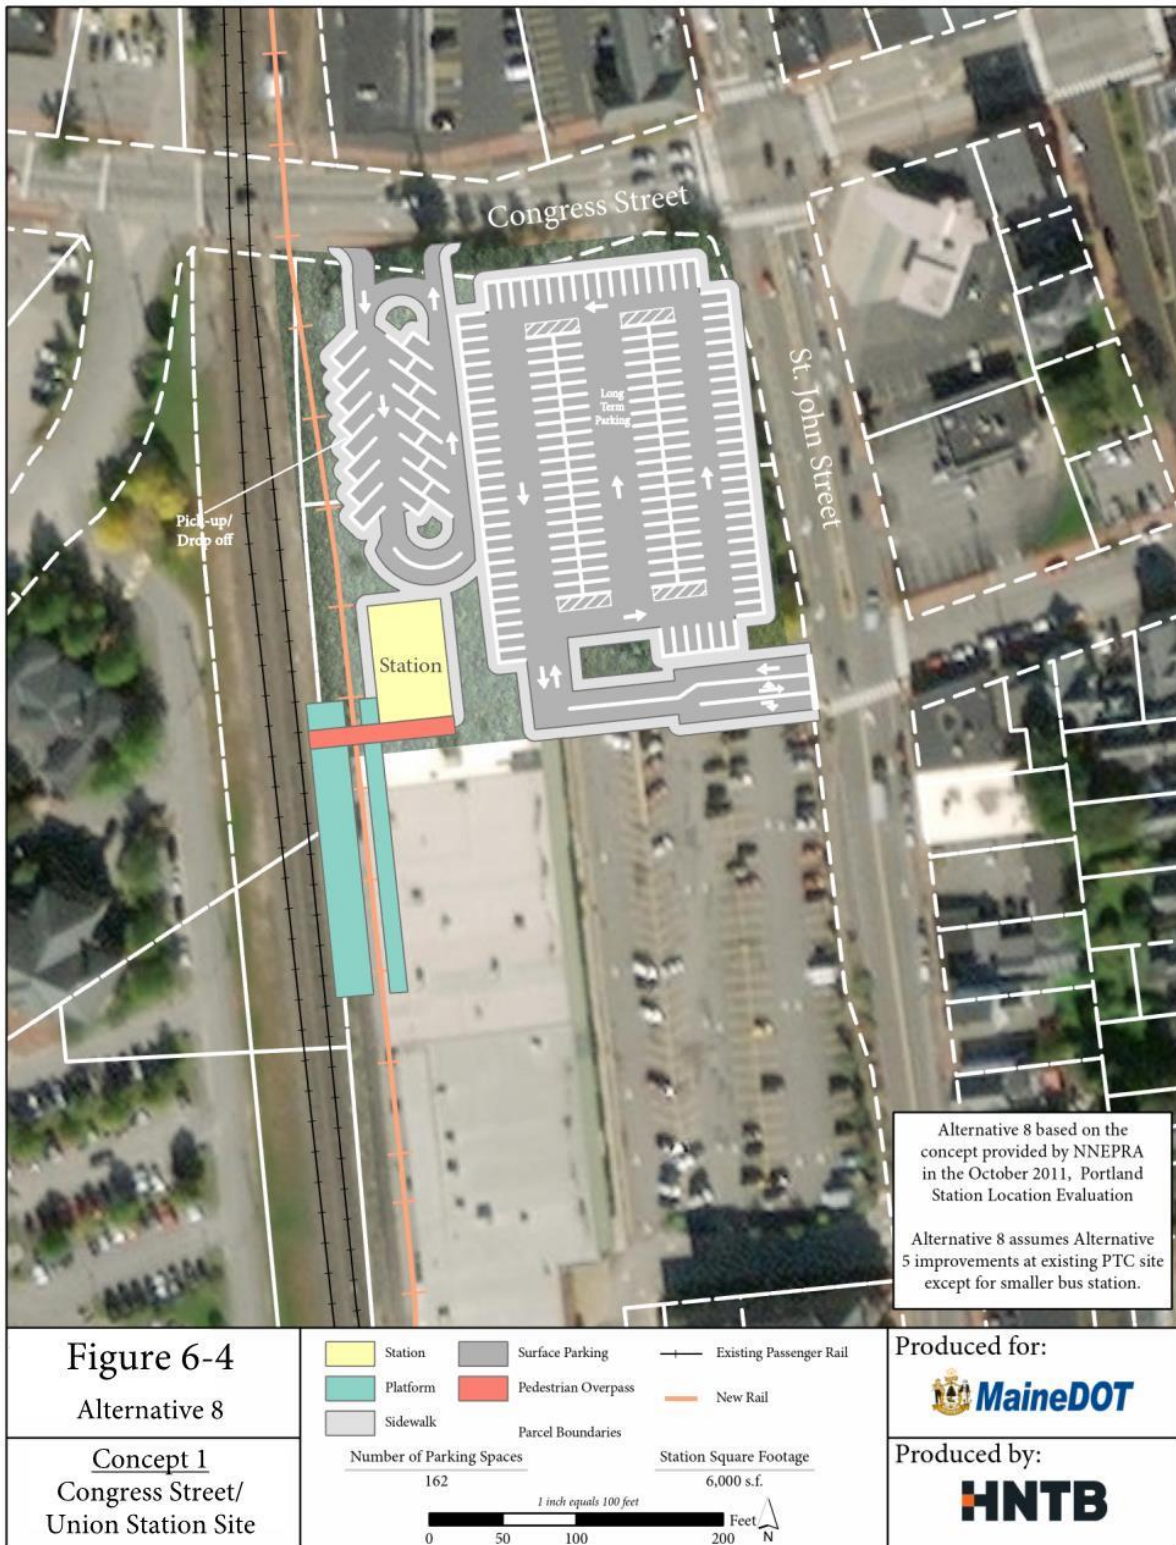 Congress Street
St. John Street
Long
Term
Parking
Pick-up/
Drop off
Station
Alternative 8 based on the
concept provided by NNEPRA
in the October 2011, Portland
Station Location Evaluation
Alternative 8 assumes Alternative
5 improvements at existing PTC site
except for smaller bus station.
Figure 6-4
Alternative 8
Concept 1
Congress Street/
Union Station Site
Station
Surface Parking
Existing Passenger Rail
Platform
Pedestrian Overpass
New Rail
Sidewalk
Parcel Boundaries
Number of Parking Spaces
162
Station Square Footage
6,000 s.f.
1 inch equals 100 feet
Feet
0 50 100 200
N
Produced for:
MaineDOT
Produced by:
HNTB